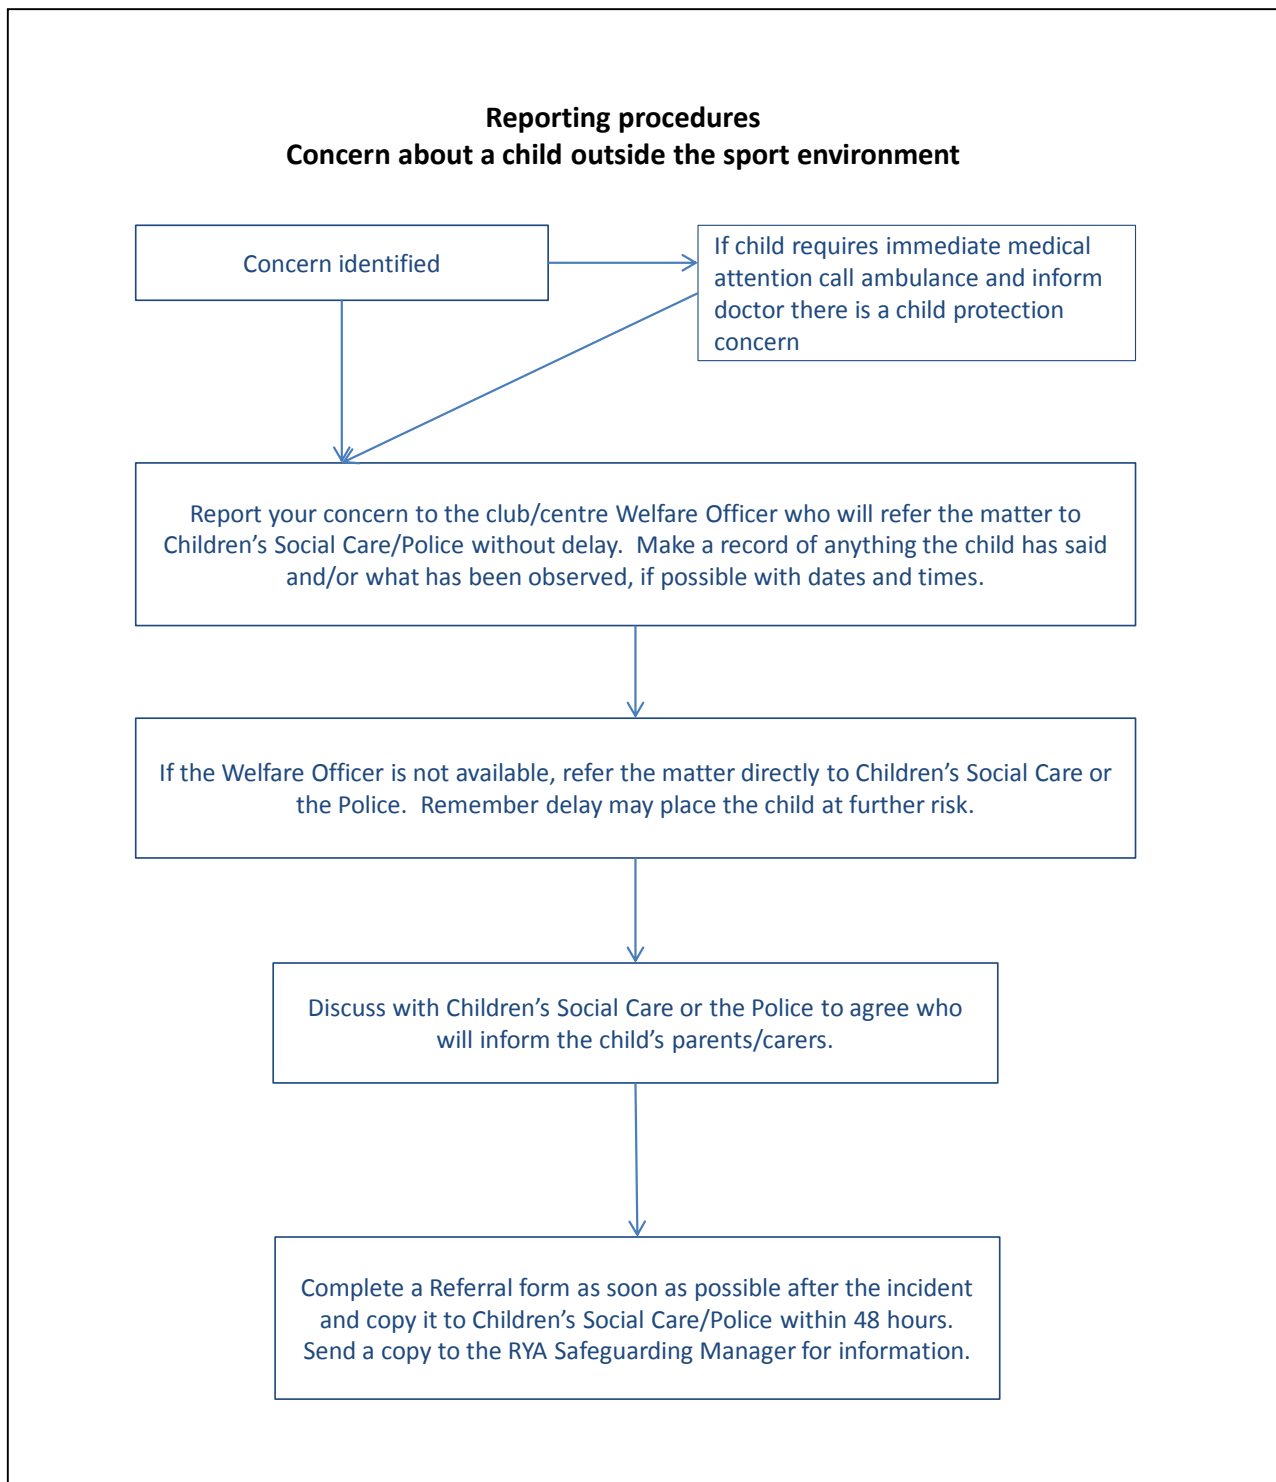 Reporting procedures
Concern about a child outside the sport environment
Concern identified
If child requires immediate medical
attention call ambulance and inform
doctor there is a child protection
concern
Report your concern to the club/centre Welfare Officer who will refer the matter to
Children’s Social Care/Police without delay.  Make a record of anything the child has said
and/or what has been observed, if possible with dates and times.
If the Welfare Officer is not available, refer the matter directly to Children’s Social Care or
the Police.  Remember delay may place the child at further risk.
Discuss with Children’s Social Care or the Police to agree who
will inform the child’s parents/carers.
Complete a Referral form as soon as possible after the incident
and copy it to Children’s Social Care/Police within 48 hours.
Send a copy to the RYA Safeguarding Manager for information.